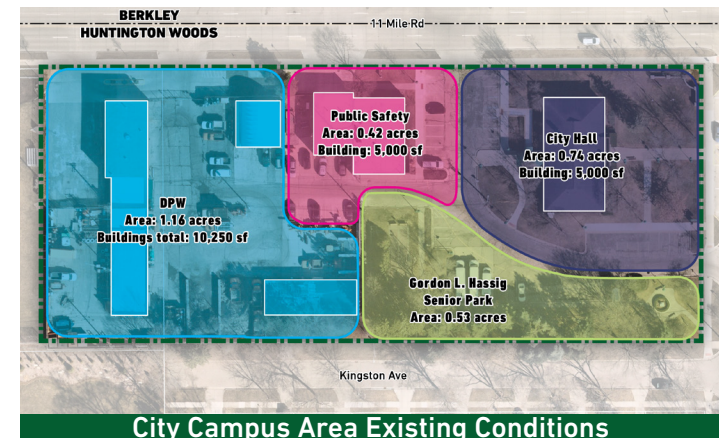 BERKLEY
HUNTINGTON WOODS
11 Mile Rd
Public Safety
Area: 0.42 acres
Building: 5,000 sf
City Hall
Area: 0.74 acres
Building: 5,000 sf
DPW
Area: 1.16 acres
Buildings total: 10,250 sf
Gordon L. Hassig
Senior Park
Area: 0.53 acres
Kingston Ave
City Campus Area Existing Conditions